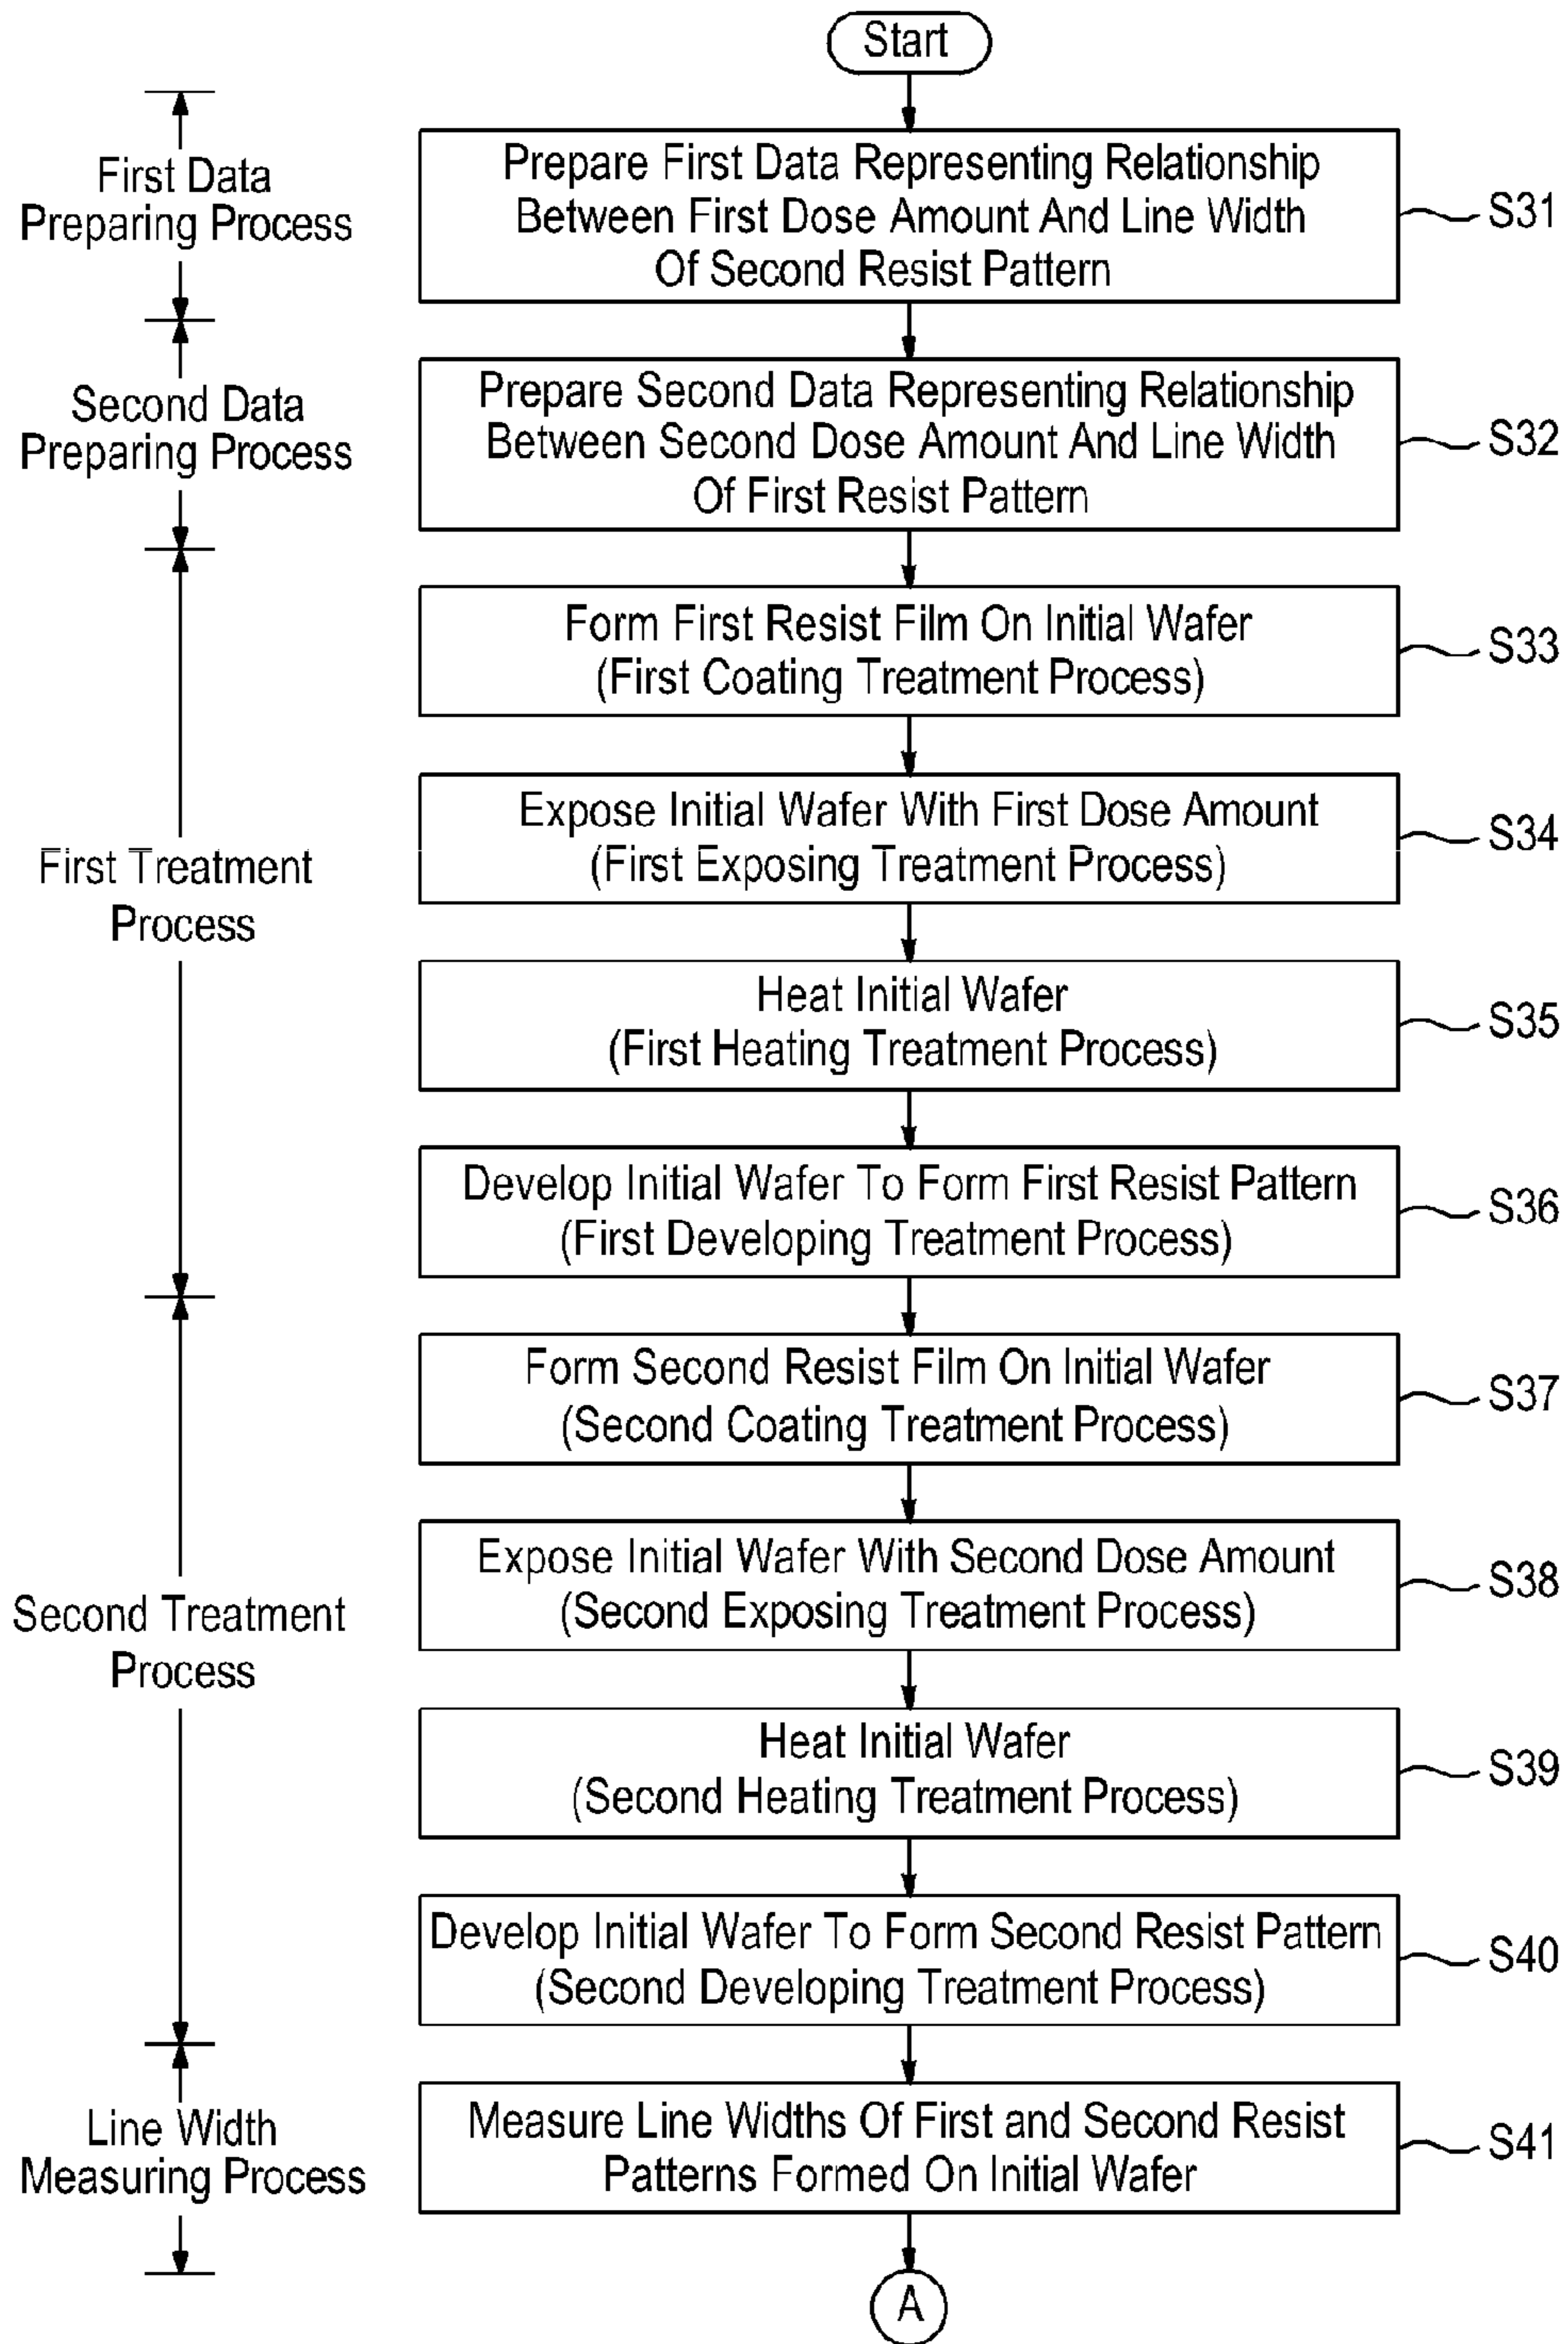 Start
First Data
Preparing Process
Prepare First Data Representing Relationship
Between First Dose Amount And Line Width
Of Second Resist Pattern
S31
Second Data
Preparing Process
Prepare Second Data Representing Relationship
Between Second Dose Amount And Line Width
Of First Resist Pattern
S32
First Treatment
Process
Form First Resist Film On Initial Wafer
(First Coating Treatment Process)
S33
Expose Initial Wafer With First Dose Amount
(First Exposing Treatment Process)
S34
Heat Initial Wafer
(First Heating Treatment Process)
S35
Develop Initial Wafer To Form First Resist Pattern
(First Developing Treatment Process)
S36
Second Treatment
Process
Form Second Resist Film On Initial Wafer
(Second Coating Treatment Process)
S37
Expose Initial Wafer With Second Dose Amount
(Second Exposing Treatment Process)
S38
Heat Initial Wafer
(Second Heating Treatment Process)
S39
Develop Initial Wafer To Form Second Resist Pattern
(Second Developing Treatment Process)
S40
Line Width
Measuring Process
Measure Line Widths Of First and Second Resist
Patterns Formed On Initial Wafer
S41
A